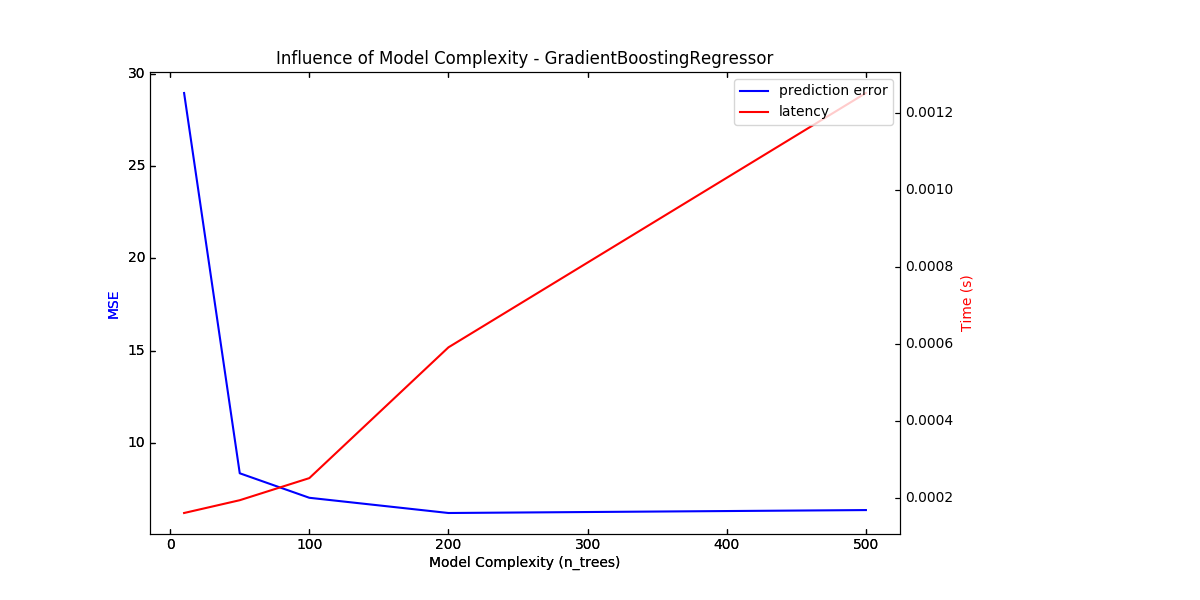 Influence of Model Complexity - GradientBoostingRegressor
prediction error
latency
30
25
20
15
10
MSE
0.0012
0.0010
0.0008
0.0006
0.0004
0.0002
Time (s)
0 100 200 300 400 500
Model Complexity (n_trees)